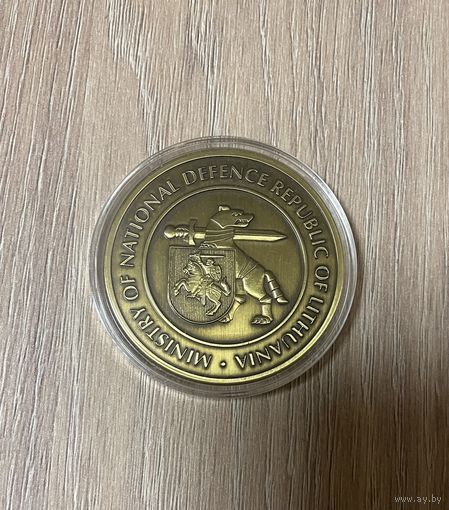 MINISTRY OF NATIONAL DEFENCE REPUBLIC OF LITHUANIA •
www.ay.by